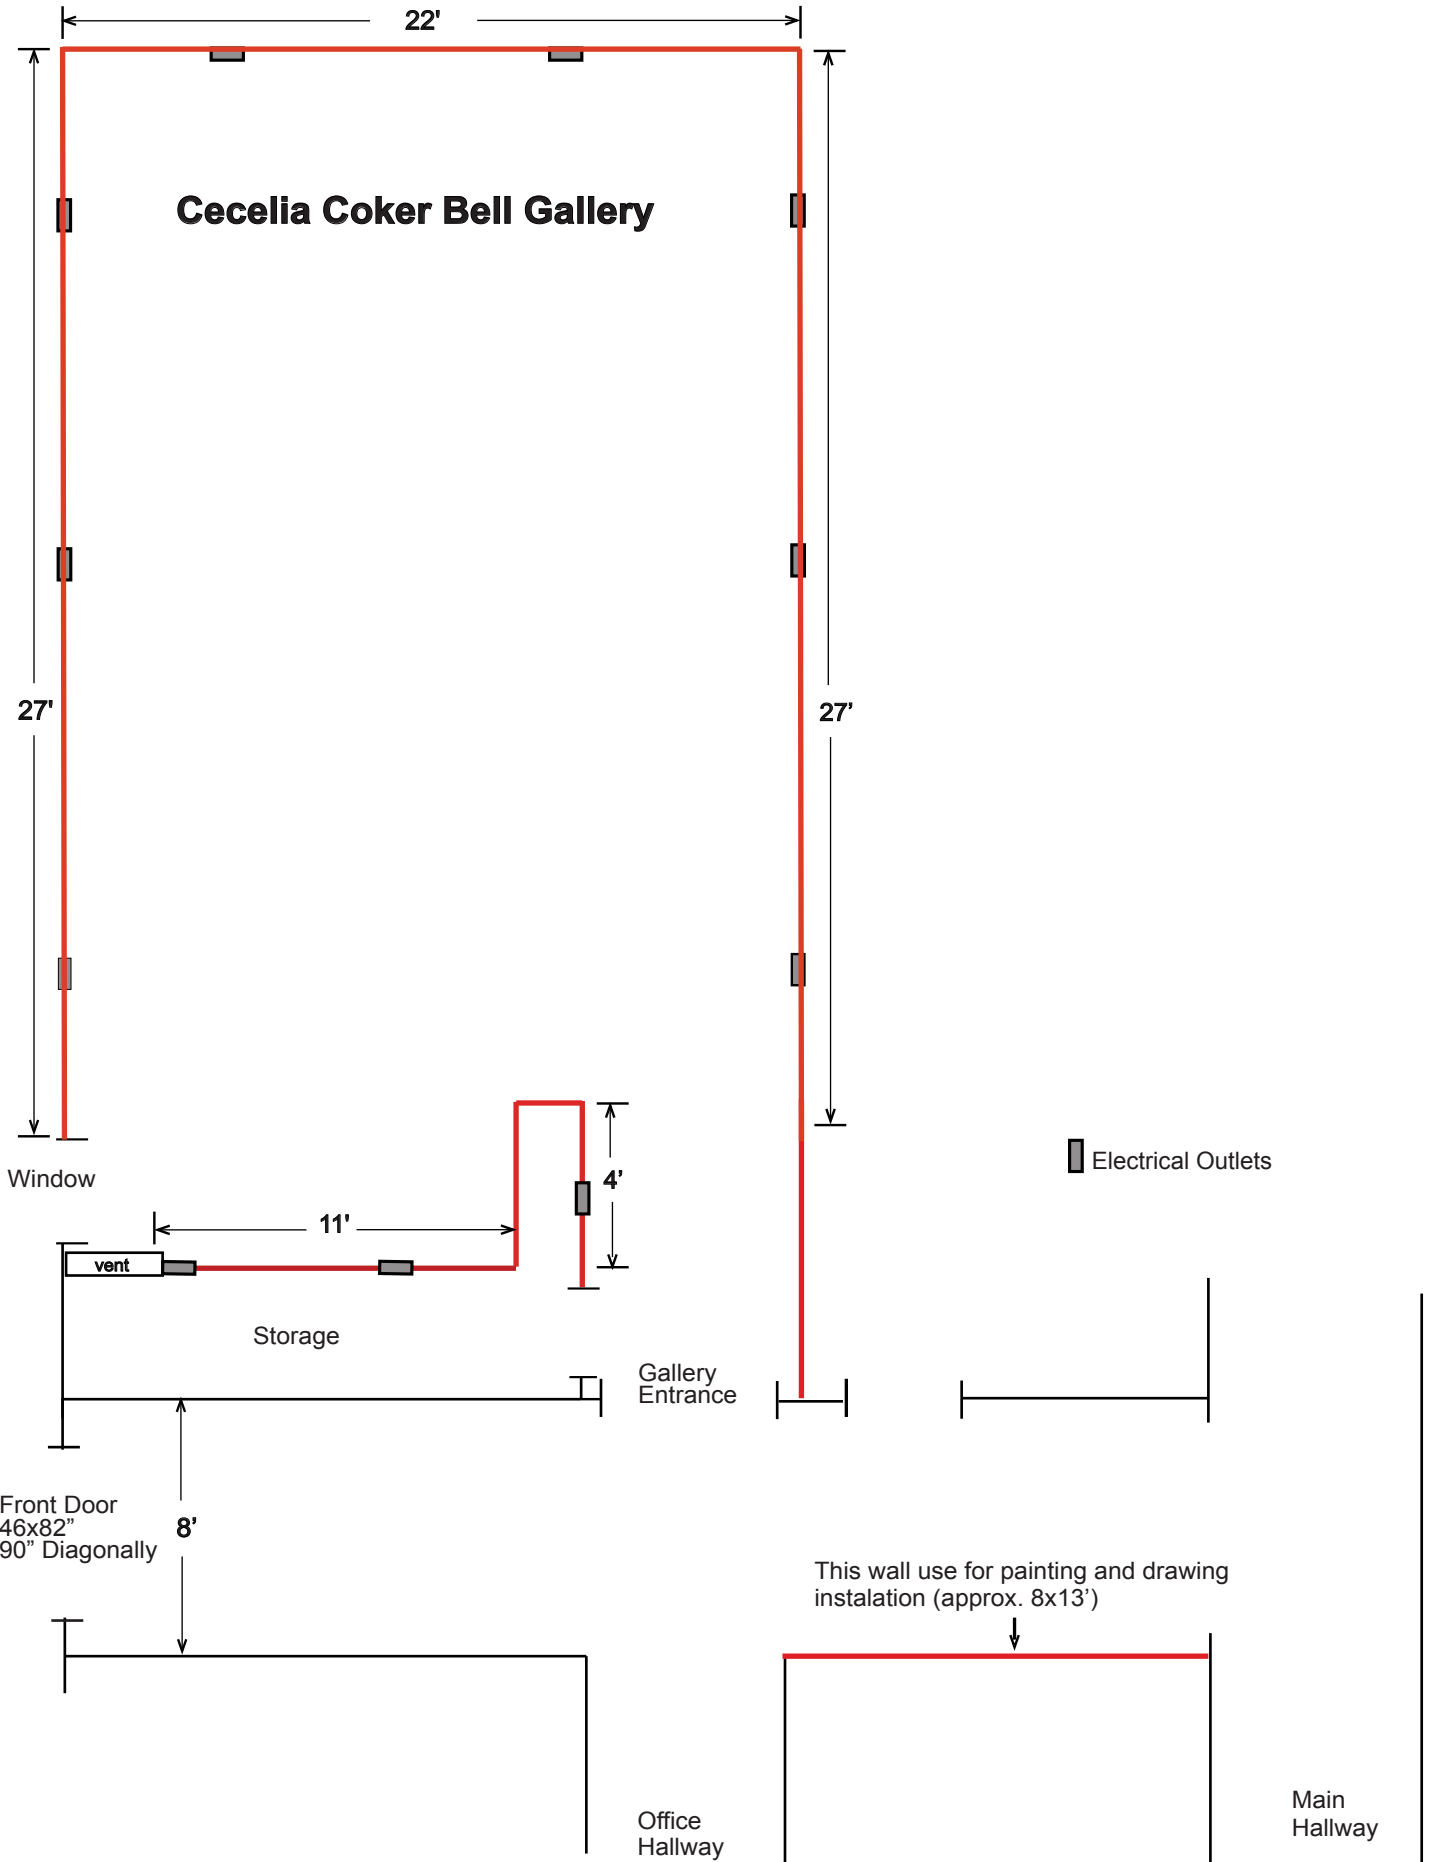 22'
Cecelia Coker Bell Gallery
27'
27’
Window
4’
Electrical Outlets
11'
vent
Storage
Gallery
Entrance
Front Door
46x82”
90” Diagonally
8’
This wall use for painting and drawing
instalation (approx. 8x13’)
Office
Hallway
Main
Hallway